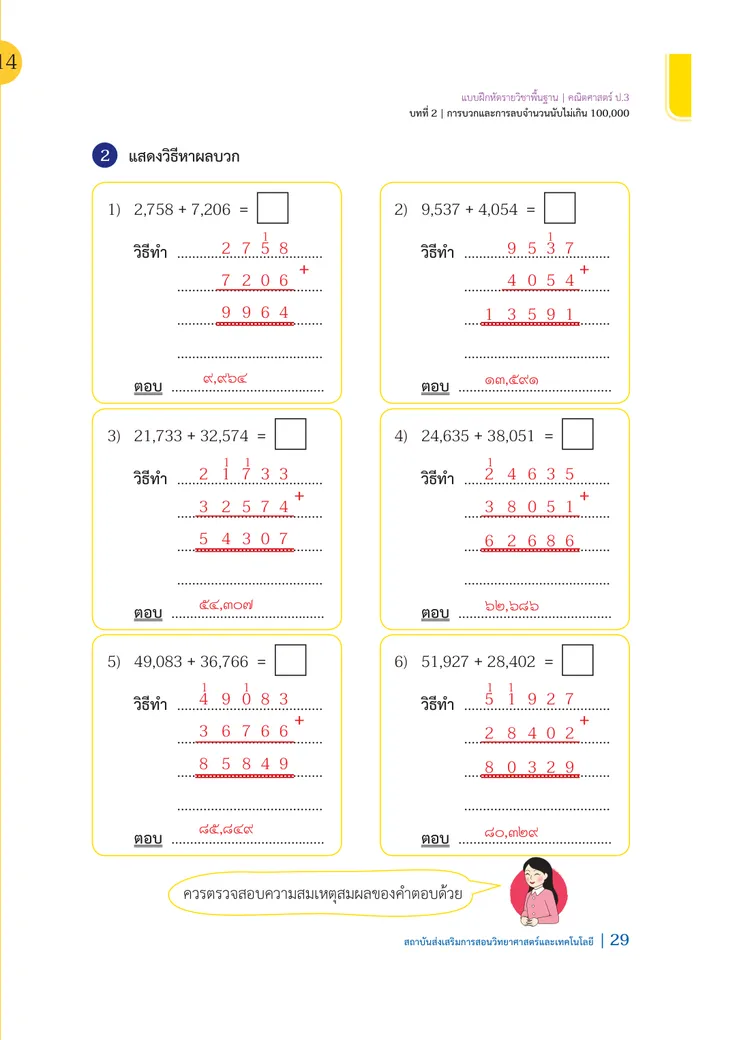 14
แบบฝึกหัดรายวิชาพื้นฐาน | คณิตศาสตร์ ป.3
บทที่ 2 | การบวกและการลบจำนวนนับไม่เกิน 100,000
2 แสดงวิธีหาผลบวก
1) 2,758 + 7,206 =
1
วิธีทำ 2 7 5 8
+
7 2 0 6
9 9 6 4
ตอบ ๙,๙๖๔
2) 9,537 + 4,054 =
1
วิธีทำ 9 5 3 7
+
4 0 5 4
1 3 5 9 1
ตอบ ๑๓,๕๙๑
3) 21,733 + 32,574 =
1 1
วิธีทำ 2 1 7 3 3
+
3 2 5 7 4
5 4 3 0 7
ตอบ ๕๔,๓๐๗
4) 24,635 + 38,051 =
1
วิธีทำ 2 4 6 3 5
+
3 8 0 5 1
6 2 6 8 6
ตอบ ๖๒,๖๘๖
5) 49,083 + 36,766 =
1 1
วิธีทำ 4 9 0 8 3
+
3 6 7 6 6
8 5 8 4 9
ตอบ ๘๕,๘๔๙
6) 51,927 + 28,402 =
1 1
วิธีทำ 5 1 9 2 7
+
2 8 4 0 2
8 0 3 2 9
ตอบ ๘๐,๓๒๙
ควรตรวจสอบความสมเหตุสมผลของคำตอบด้วย
สถาบันส่งเสริมการสอนวิทยาศาสตร์และเทคโนโลยี | 29